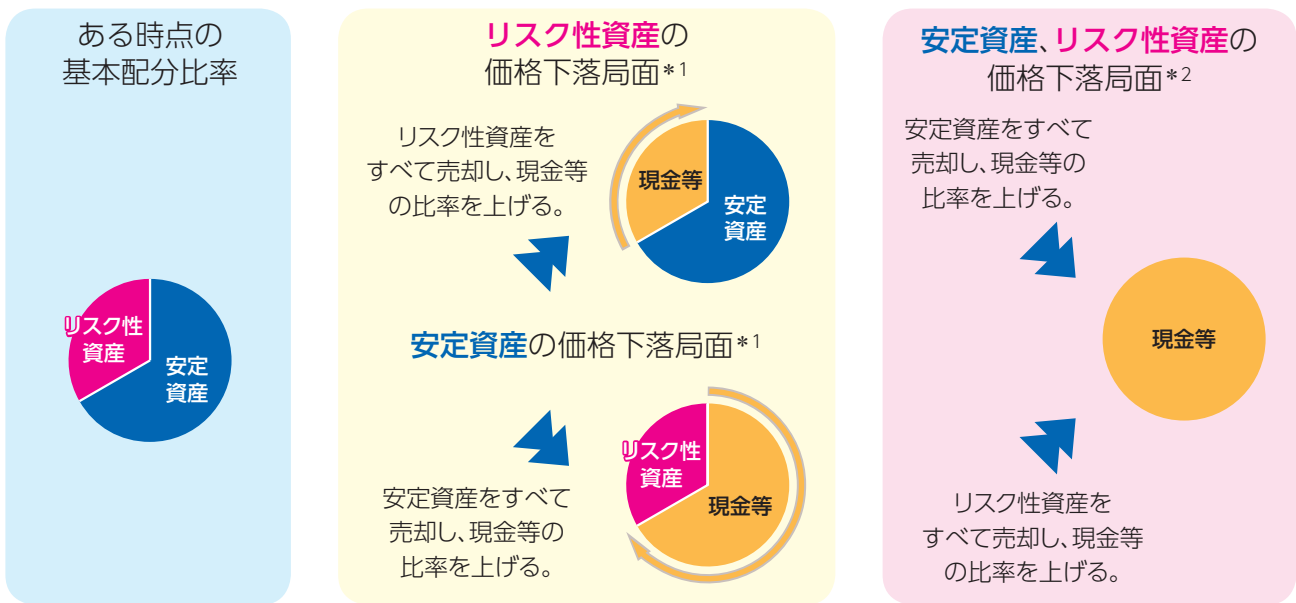 ある時点の
基本配分比率
リスク性
資産
安定
資産
リスク性資産の
価格下落局面*1
リスク性資産を
すべて売却し、現金等
の比率を上げる。
現金等
安定
資産
安定資産の価格下落局面*1
安定資産をすべて
売却し、現金等の
比率を上げる。
リスク性
資産
現金等
安定資産、リスク性資産の
価格下落局面*2
安定資産をすべて
売却し、現金等の
比率を上げる。
現金等
リスク性資産を
すべて売却し、現金等
の比率を上げる。